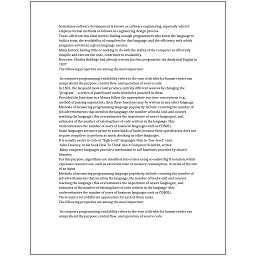 Sometimes software development is known as software engineering, especially when it
employs formal methods or follows an engineering design process.
Trade-offs from this ideal involve finding enough programmers who know the language to
build a team, the availability of compilers for that language, and the efficiency with which
programs written in a given language execute.
Many factors, having little or nothing to do with the ability of the computer to efficiently
compile and execute the code, contribute to readability.
However, Charles Babbage had already written his first program for the Analytical Engine in
1837.
The following properties are among the most important:
In computer programming, readability refers to the ease with which a human reader can
comprehend the purpose, control flow, and operation of source code.
In 1801, the Jacquard loom could produce entirely different weaves by changing the
"program" - a series of pasteboard cards with holes punched in them.
Provided the functions in a library follow the appropriate run-time conventions (e.g.,
method of passing arguments), then these functions may be written in any other language.
Methods of measuring programming language popularity include: counting the number of
job advertisements that mention the language, the number of books sold and courses
teaching the language (this overestimates the importance of newer languages), and
estimates of the number of existing lines of code written in the language (this
underestimates the number of users of business languages such as COBOL).
Some languages are more prone to some kinds of faults because their specification does not
require compilers to perform as much checking as other languages.
It is usually easier to code in "high-level" languages than in "low-level" ones.
Allen Downey, in his book How To Think Like A Computer Scientist, writes:
Many computer languages provide a mechanism to call functions provided by shared
libraries.
For this purpose, algorithms are classified into orders using so-called Big O notation, which
expresses resource use, such as execution time or memory consumption, in terms of the size
of an input.
Methods of measuring programming language popularity include: counting the number of
job advertisements that mention the language, the number of books sold and courses
teaching the language (this overestimates the importance of newer languages), and
estimates of the number of existing lines of code written in the language (this
underestimates the number of users of business languages such as COBOL).
There exist a lot of different approaches for each of those tasks.
The following properties are among the most important:
In computer programming, readability refers to the ease with which a human reader can
comprehend the purpose, control flow, and operation of source code.